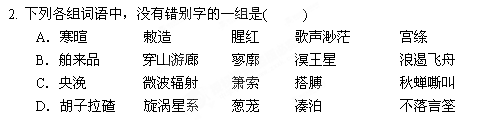 2. 下列各组词语中，没有错别字的一组是(　　)
A．寒暄　敕造　腥红　歌声渺茫　宫绦
B．舶来品　穿山游廊　寥廓　溟王星　浪遏飞舟
C．央浼　微波辐射　箫索　搭膊　秋蝉嘶叫
D．胡子拉碴　旋涡星系　葱茏　凑泊　不落言筌